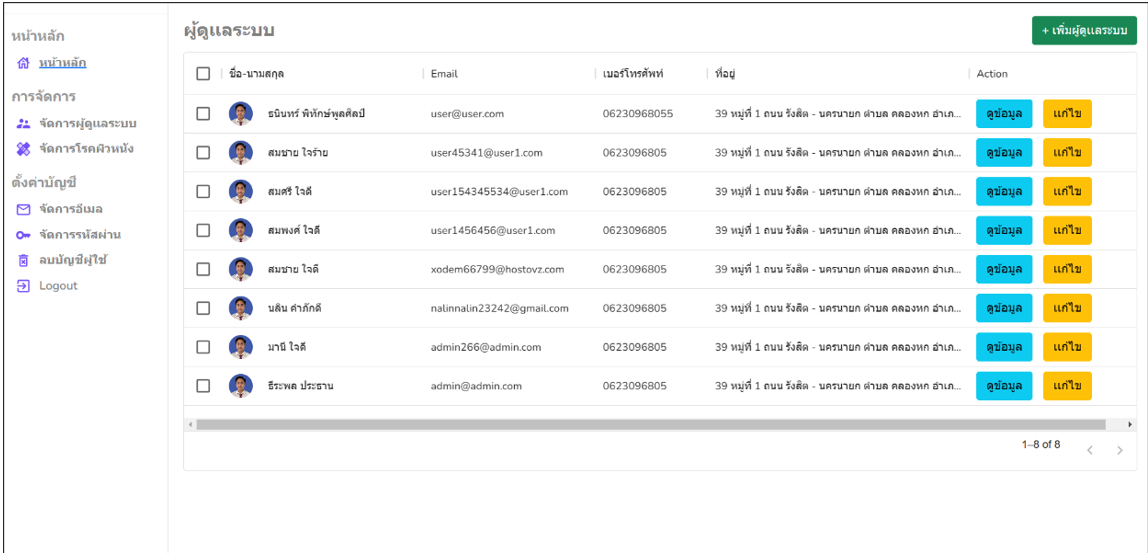 หน้าหลัก
หน้าหลัก
การจัดการ
จัดการผู้ดูแลระบบ
จัดการโรคผิวหนัง
ตั้งค่าบัญชี
จัดการอีเมล
จัดการรหัสผ่าน
ลบบัญชีผู้ใช้
Logout
ผู้ดูแลระบบ
+ เพิ่มผู้ดูแลระบบ
ชื่อ-นามสกุล Email เบอร์โทรศัพท์ ที่อยู่ Action
ธนินทร์ พิทักษ์พูลศิลป์ user@user.com 06230968055 39 หมู่ที่ 1 ถนน รังสิต - นครนายก ตำบล คลองหก อำเภ... ดูข้อมูล แก้ไข
สมชาย ใจร้าย user45341@user1.com 0623096805 39 หมู่ที่ 1 ถนน รังสิต - นครนายก ตำบล คลองหก อำเภ... ดูข้อมูล แก้ไข
สมศรี ใจดี user154345534@user1.com 0623096805 39 หมู่ที่ 1 ถนน รังสิต - นครนายก ตำบล คลองหก อำเภ... ดูข้อมูล แก้ไข
สมพงศ์ ใจดี user1456456@user1.com 0623096805 39 หมู่ที่ 1 ถนน รังสิต - นครนายก ตำบล คลองหก อำเภ... ดูข้อมูล แก้ไข
สมชาย ใจดี xodem66799@hostovz.com 0623096805 39 หมู่ที่ 1 ถนน รังสิต - นครนายก ตำบล คลองหก อำเภ... ดูข้อมูล แก้ไข
นลิน คำภักดี nalinnalin23242@gmail.com 0623096805 39 หมู่ที่ 1 ถนน รังสิต - นครนายก ตำบล คลองหก อำเภ... ดูข้อมูล แก้ไข
มานี ใจดี admin266@admin.com 0623096805 39 หมู่ที่ 1 ถนน รังสิต - นครนายก ตำบล คลองหก อำเภ... ดูข้อมูล แก้ไข
ธีระพล ประธาน admin@admin.com 0623096805 39 หมู่ที่ 1 ถนน รังสิต - นครนายก ตำบล คลองหก อำเภ... ดูข้อมูล แก้ไข
1–8 of 8